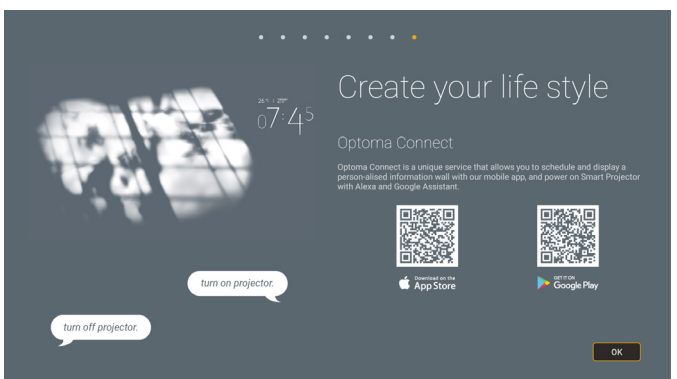 Create your life style
26
07:45
Optoma Connect
Optoma Connect is a unique service that allows you to schedule and display a
person-alised information wall with our mobile app, and power on Smart Projector
with Alexa and Google Assistant.
Download on the
App Store
GET IT ON
Google Play
turn on projector.
turn off projector.
OK